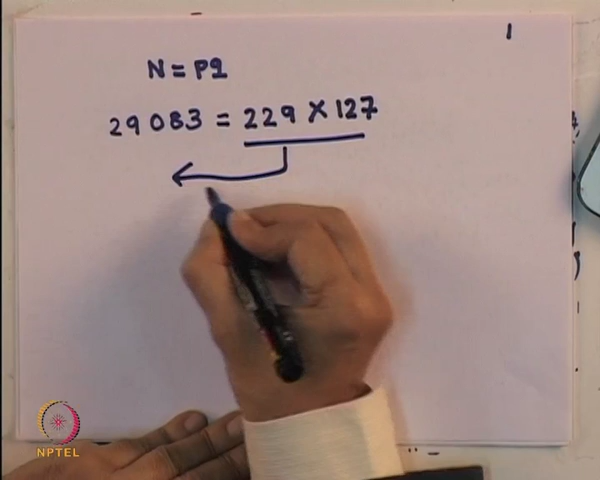 1
N = PQ
29083 = 229 × 127
NPTEL